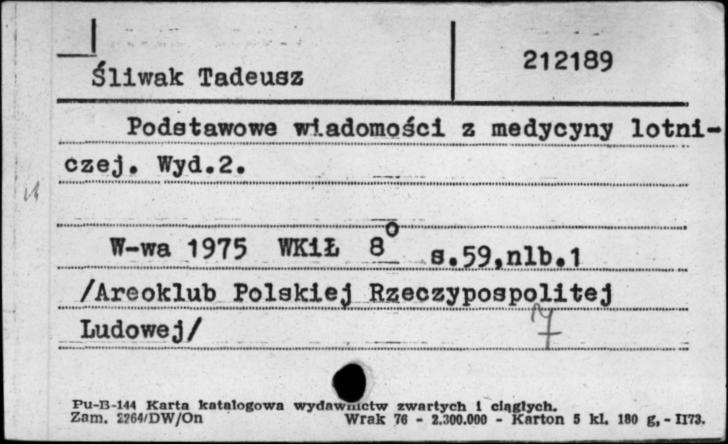 Śliwak Tadeusz
212189
Podstawowe wiadomości z medycyny lotni-
czej. Wyd.2.
W-wa 1975 WKiŁ 8° s.59,nlb.1
/Areoklub Polskiej Rzeczypospolitej
Ludowej/
Pu-B-144 Karta katalogowa wydawnictw zwartych i ciągłych.
Zam. 2264/DW/On Wrak 76 - 2.300.000 - Karton 5 kl. 180 g, - II73.